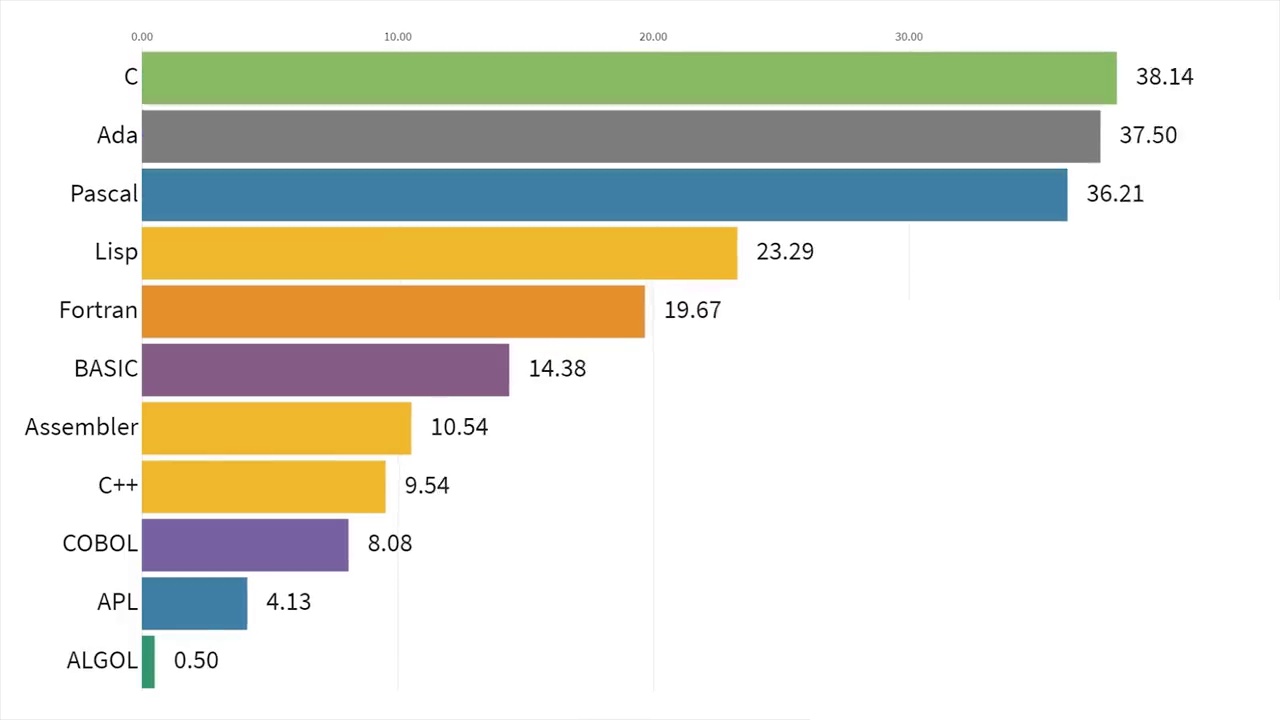 0.00 10.00 20.00 30.00
C 38.14
Ada 37.50
Pascal 36.21
Lisp 23.29
Fortran 19.67
BASIC 14.38
Assembler 10.54
C++ 9.54
COBOL 8.08
APL 4.13
ALGOL 0.50